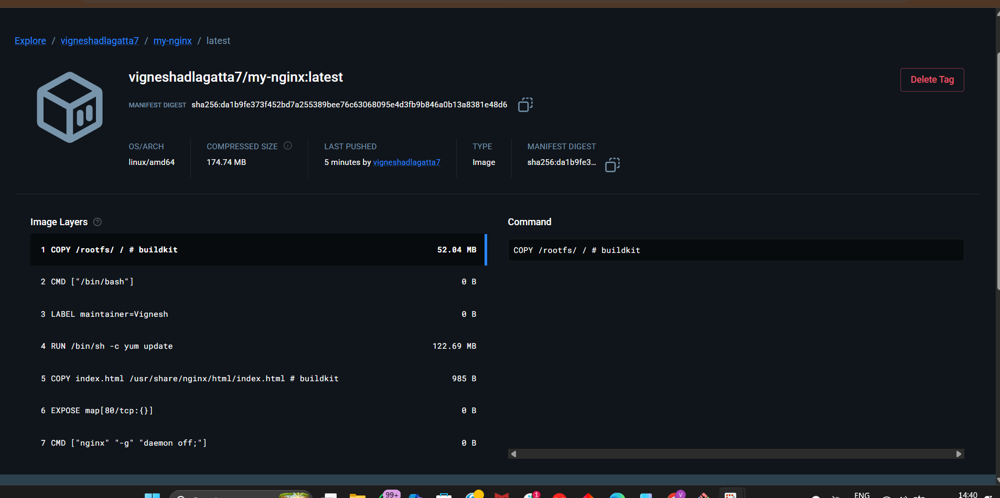 Explore / vigneshadlagatta7 / my-nginx / latest
vigneshadlagatta7/my-nginx:latest
Delete Tag
MANIFEST DIGEST sha256:da1b9fe373f452bd7a255389bee76c63068095e4d3fb9b846a0b13a8381e48d6
OS/ARCH COMPRESSED SIZE LAST PUSHED TYPE MANIFEST DIGEST
linux/amd64 174.74 MB 5 minutes by vigneshadlagatta7 Image sha256:da1b9fe3...
Image Layers Command
1 COPY /rootfs/ / # buildkit 52.04 MB COPY /rootfs/ / # buildkit
2 CMD ["/bin/bash"] 0 B
3 LABEL maintainer=Vignesh 0 B
4 RUN /bin/sh -c yum update 122.69 MB
5 COPY index.html /usr/share/nginx/html/index.html # buildkit 985 B
6 EXPOSE map[80/tcp:{}] 0 B
7 CMD ["nginx" "-g" "daemon off;"] 0 B
99+ 1 V ENG 14:40